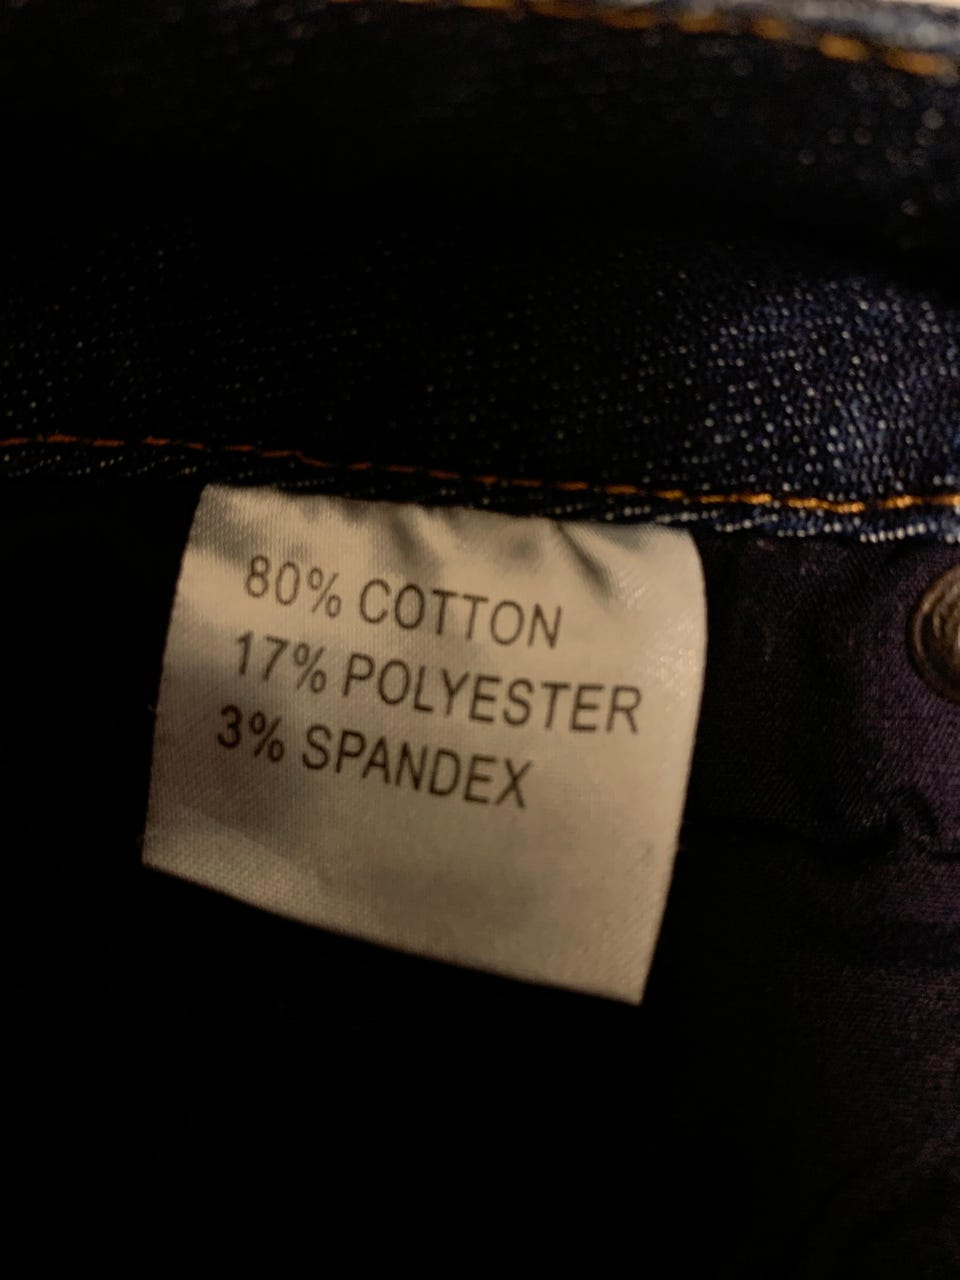 80% COTTON
17% POLYESTER
3% SPANDEX